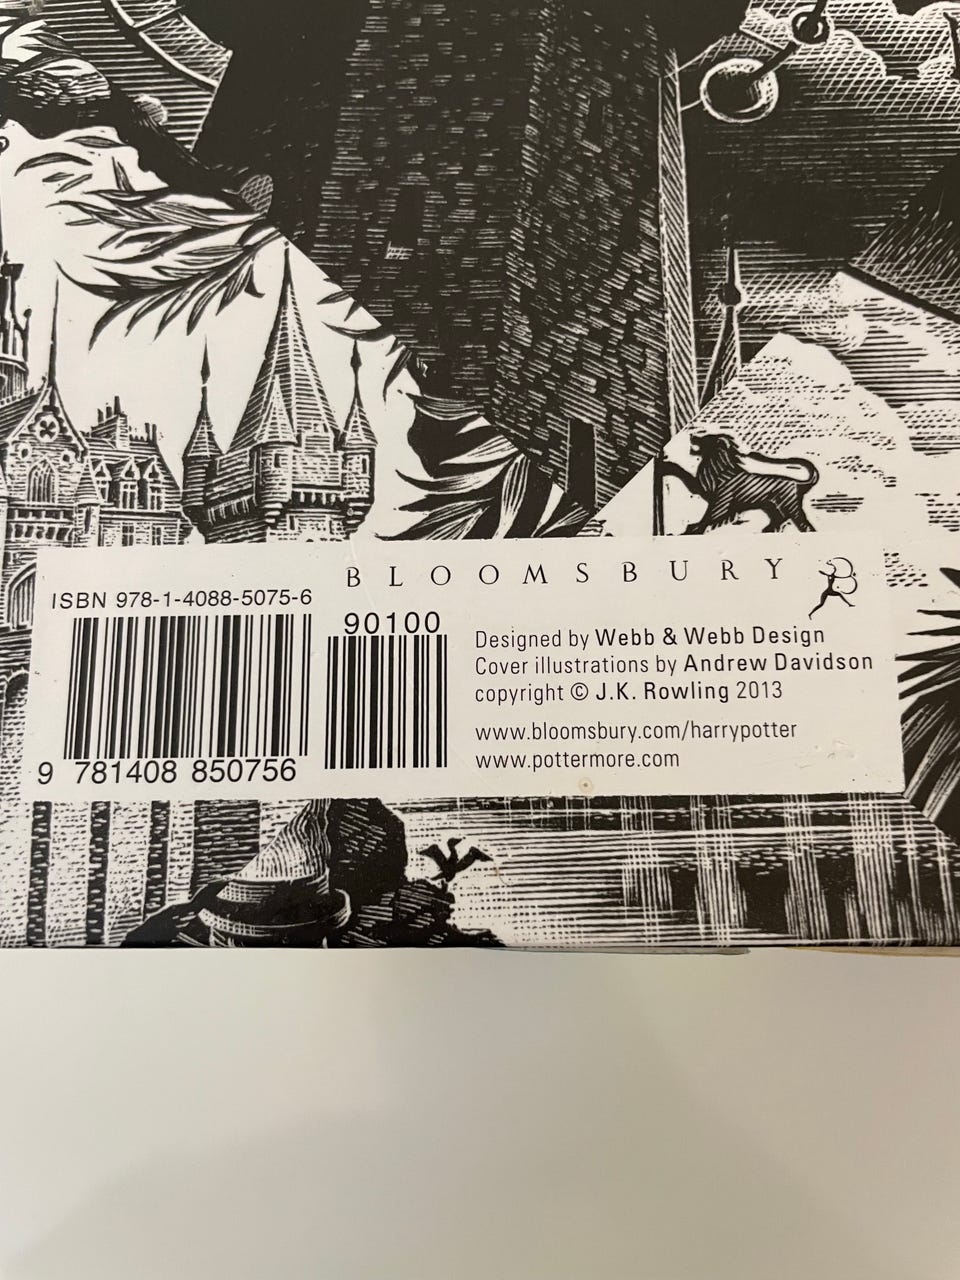 BLOOMSBURY
ISBN 978-1-4088-5075-6
90100
9 781408 850756
Designed by Webb & Webb Design
Cover illustrations by Andrew Davidson
copyright © J.K. Rowling 2013
www.bloomsbury.com/harrypotter
www.pottermore.com